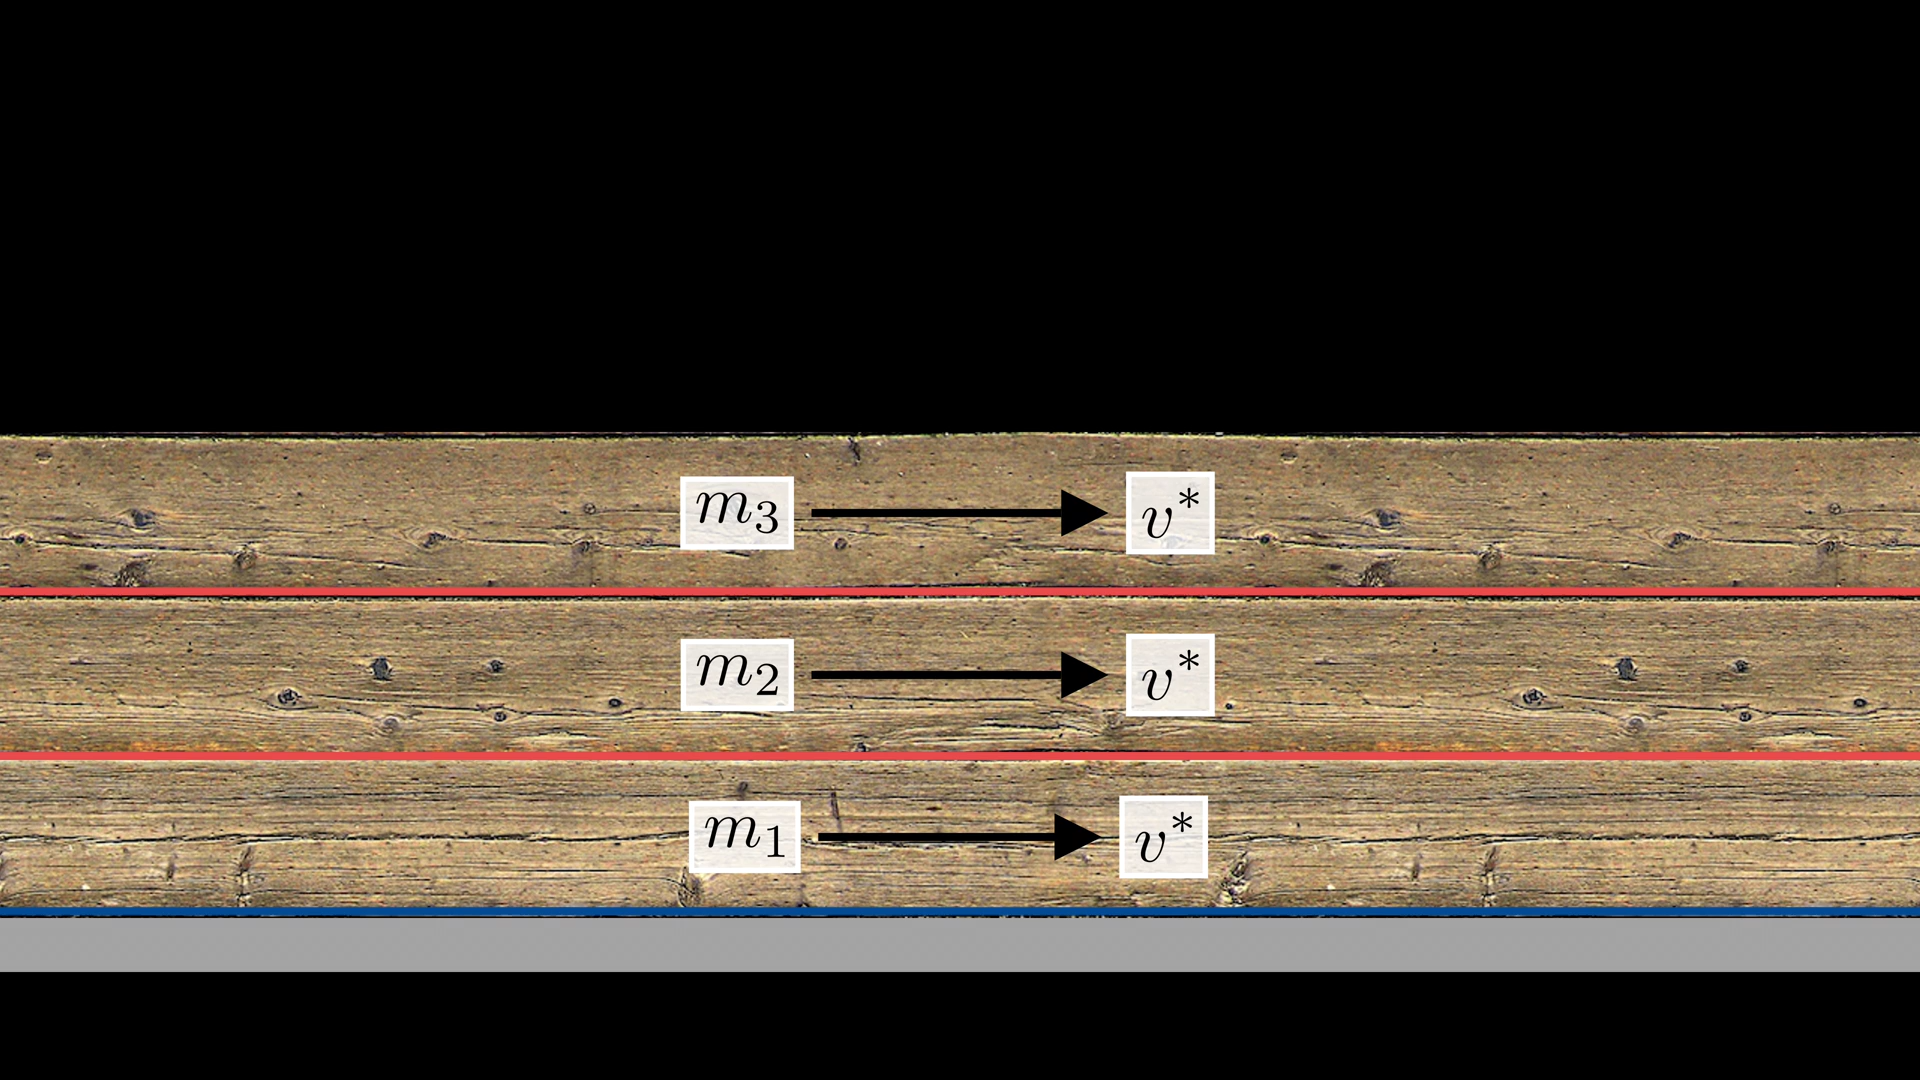 m₃ v*
m₂ v*
m₁ v*